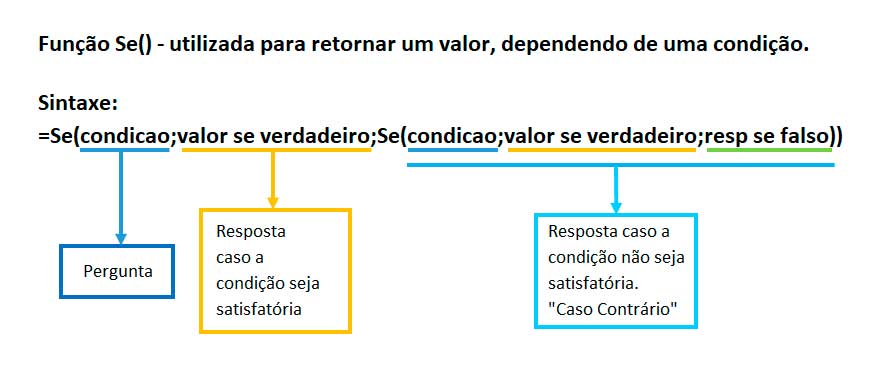 Função Se() - utilizada para retornar um valor, dependendo de uma condição.
Sintaxe:
=Se(condicao;valor se verdadeiro;Se(condicao;valor se verdadeiro;resp se falso))
Pergunta
Resposta
caso a
condição seja
satisfatória
Resposta caso a
condição não seja
satisfatória.
"Caso Contrário"